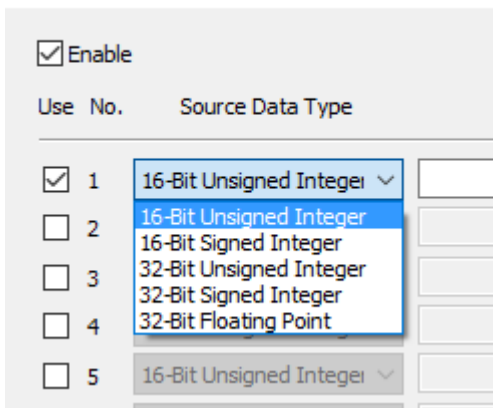 Enable
Use No. Source Data Type
1 16-Bit Unsigned Integer
16-Bit Unsigned Integer
2
16-Bit Signed Integer
32-Bit Unsigned Integer
3
32-Bit Signed Integer
32-Bit Floating Point
4
5 16-Bit Unsigned Integer